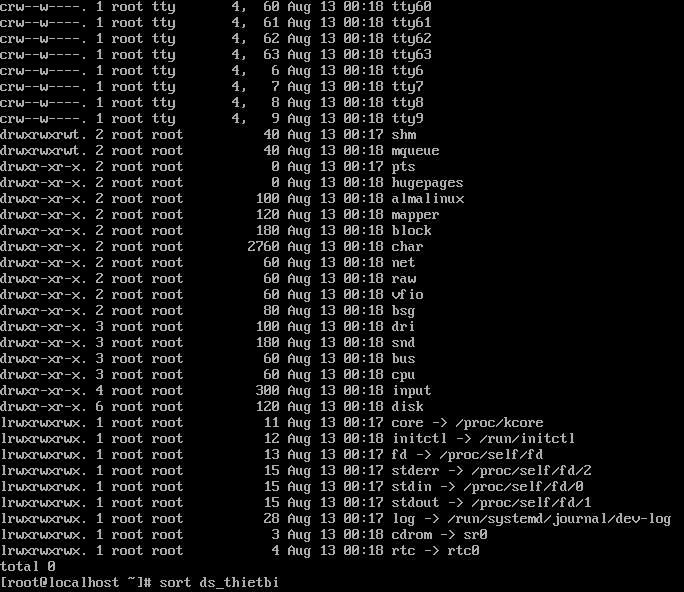 crw--w----. 1 root tty 4, 60 Aug 13 00:18 tty60
crw--w----. 1 root tty 4, 61 Aug 13 00:18 tty61
crw--w----. 1 root tty 4, 62 Aug 13 00:18 tty62
crw--w----. 1 root tty 4, 63 Aug 13 00:18 tty63
crw--w----. 1 root tty 4, 6 Aug 13 00:18 tty6
crw--w----. 1 root tty 4, 7 Aug 13 00:18 tty7
crw--w----. 1 root tty 4, 8 Aug 13 00:18 tty8
crw--w----. 1 root tty 4, 9 Aug 13 00:18 tty9
drwxrwxrwt. 2 root root 40 Aug 13 00:17 shm
drwxrwxrwt. 2 root root 40 Aug 13 00:18 mqueue
drwxr-xr-x. 2 root root 0 Aug 13 00:17 pts
drwxr-xr-x. 2 root root 0 Aug 13 00:18 hugepages
drwxr-xr-x. 2 root root 100 Aug 13 00:18 almalinux
drwxr-xr-x. 2 root root 120 Aug 13 00:18 mapper
drwxr-xr-x. 2 root root 180 Aug 13 00:18 block
drwxr-xr-x. 2 root root 2760 Aug 13 00:18 char
drwxr-xr-x. 2 root root 60 Aug 13 00:18 net
drwxr-xr-x. 2 root root 60 Aug 13 00:18 raw
drwxr-xr-x. 2 root root 60 Aug 13 00:18 vfio
drwxr-xr-x. 2 root root 80 Aug 13 00:18 bsg
drwxr-xr-x. 3 root root 100 Aug 13 00:18 dri
drwxr-xr-x. 3 root root 180 Aug 13 00:18 snd
drwxr-xr-x. 3 root root 60 Aug 13 00:18 bus
drwxr-xr-x. 3 root root 60 Aug 13 00:18 cpu
drwxr-xr-x. 4 root root 300 Aug 13 00:18 input
drwxr-xr-x. 6 root root 120 Aug 13 00:18 disk
lrwxrwxrwx. 1 root root 11 Aug 13 00:17 core -> /proc/kcore
lrwxrwxrwx. 1 root root 12 Aug 13 00:18 initctl -> /run/initctl
lrwxrwxrwx. 1 root root 13 Aug 13 00:17 fd -> /proc/self/fd
lrwxrwxrwx. 1 root root 15 Aug 13 00:17 stderr -> /proc/self/fd/2
lrwxrwxrwx. 1 root root 15 Aug 13 00:17 stdin -> /proc/self/fd/0
lrwxrwxrwx. 1 root root 15 Aug 13 00:17 stdout -> /proc/self/fd/1
lrwxrwxrwx. 1 root root 28 Aug 13 00:17 log -> /run/systemd/journal/dev-log
lrwxrwxrwx. 1 root root 3 Aug 13 00:18 cdrom -> sr0
lrwxrwxrwx. 1 root root 4 Aug 13 00:18 rtc -> rtc0
total 0
[root@localhost ~]# sort ds_thietbi